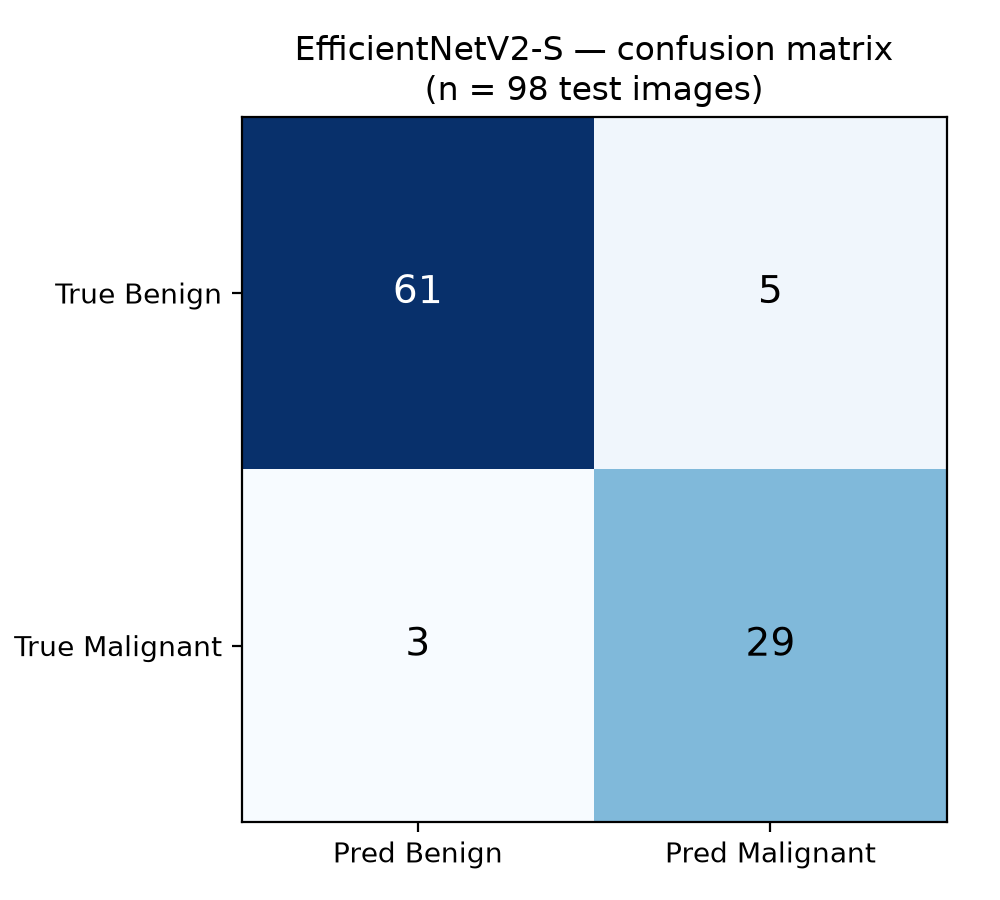 EfficientNetV2-S — confusion matrix
(n = 98 test images)
True Benign
61
5
True Malignant
3
29
Pred Benign
Pred Malignant